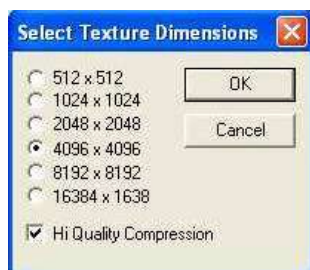 Select Texture Dimensions
512 x 512
1024 x 1024
2048 x 2048
4096 x 4096
8192 x 8192
16384 x 1638
Hi Quality Compression
OK
Cancel